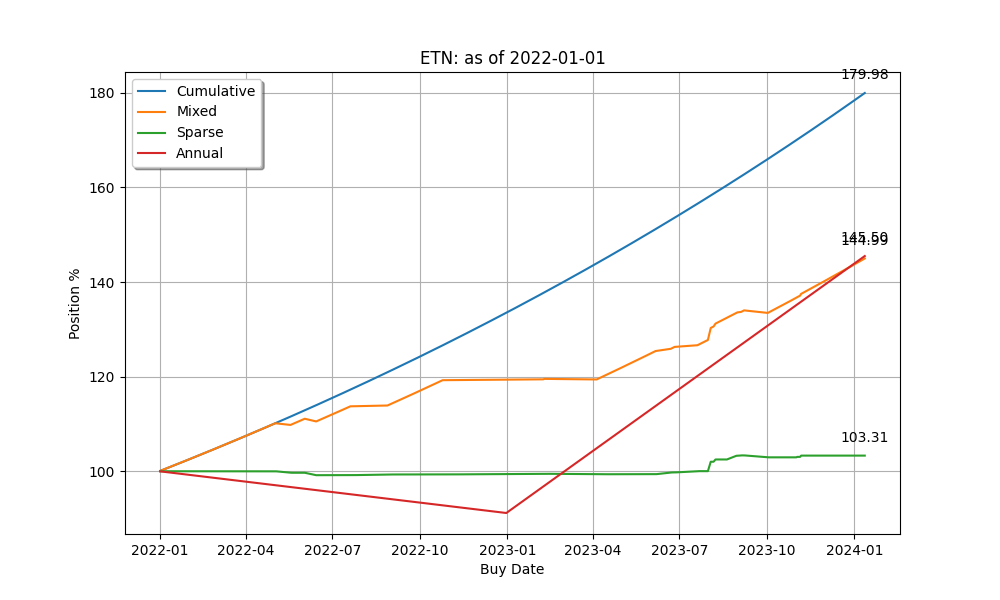 ETN: as of 2022-01-01
179.98
180
Cumulative
Mixed
Sparse
Annual
160
145.50
144.99
140
120
103.31
100
Position %
2022-01 2022-04 2022-07 2022-10 2023-01 2023-04 2023-07 2023-10 2024-01
Buy Date